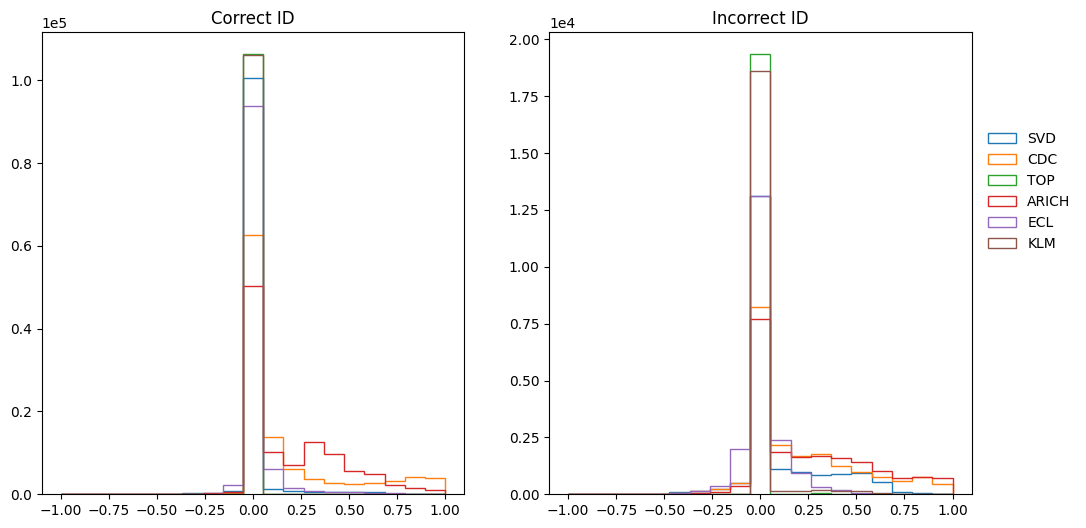 Correct ID
Incorrect ID
1e5
1e4
1.0
0.8
0.6
0.4
0.2
0.0
−1.00 −0.75 −0.50 −0.25 0.00 0.25 0.50 0.75 1.00
2.00
1.75
1.50
1.25
1.00
0.75
0.50
0.25
0.00
−1.00 −0.75 −0.50 −0.25 0.00 0.25 0.50 0.75 1.00
SVD
CDC
TOP
ARICH
ECL
KLM